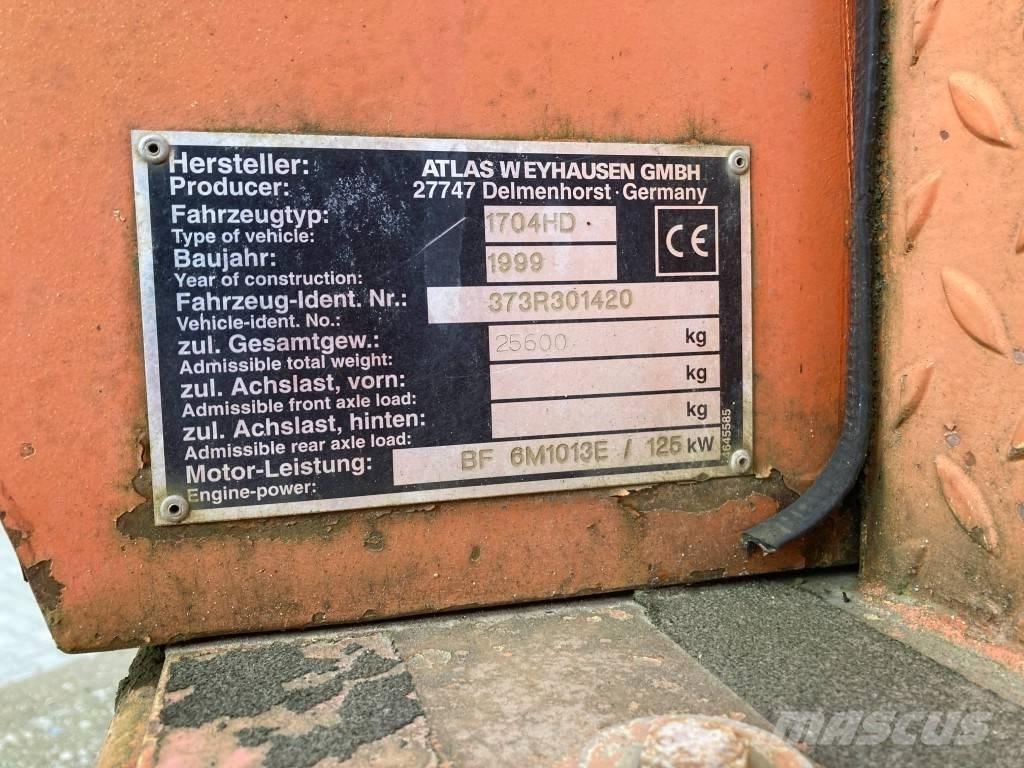 Hersteller: ATLAS WEYHAUSEN GMBH
Producer: 27747 Delmenhorst · Germany
Fahrzeugtyp: 1704HD
Type of vehicle:
Baujahr: 1999 CE
Year of construction:
Fahrzeug-Ident. Nr.: 373R301420
Vehicle-ident. No.:
zul. Gesamtgew.: 25600 kg
Admissible total weight:
zul. Achslast, vorn: kg
Admissible front axle load:
zul. Achslast, hinten: kg
Admissible rear axle load:
Motor-Leistung: BF 6M1013E / 125 kW
Engine-power:
MASCUS